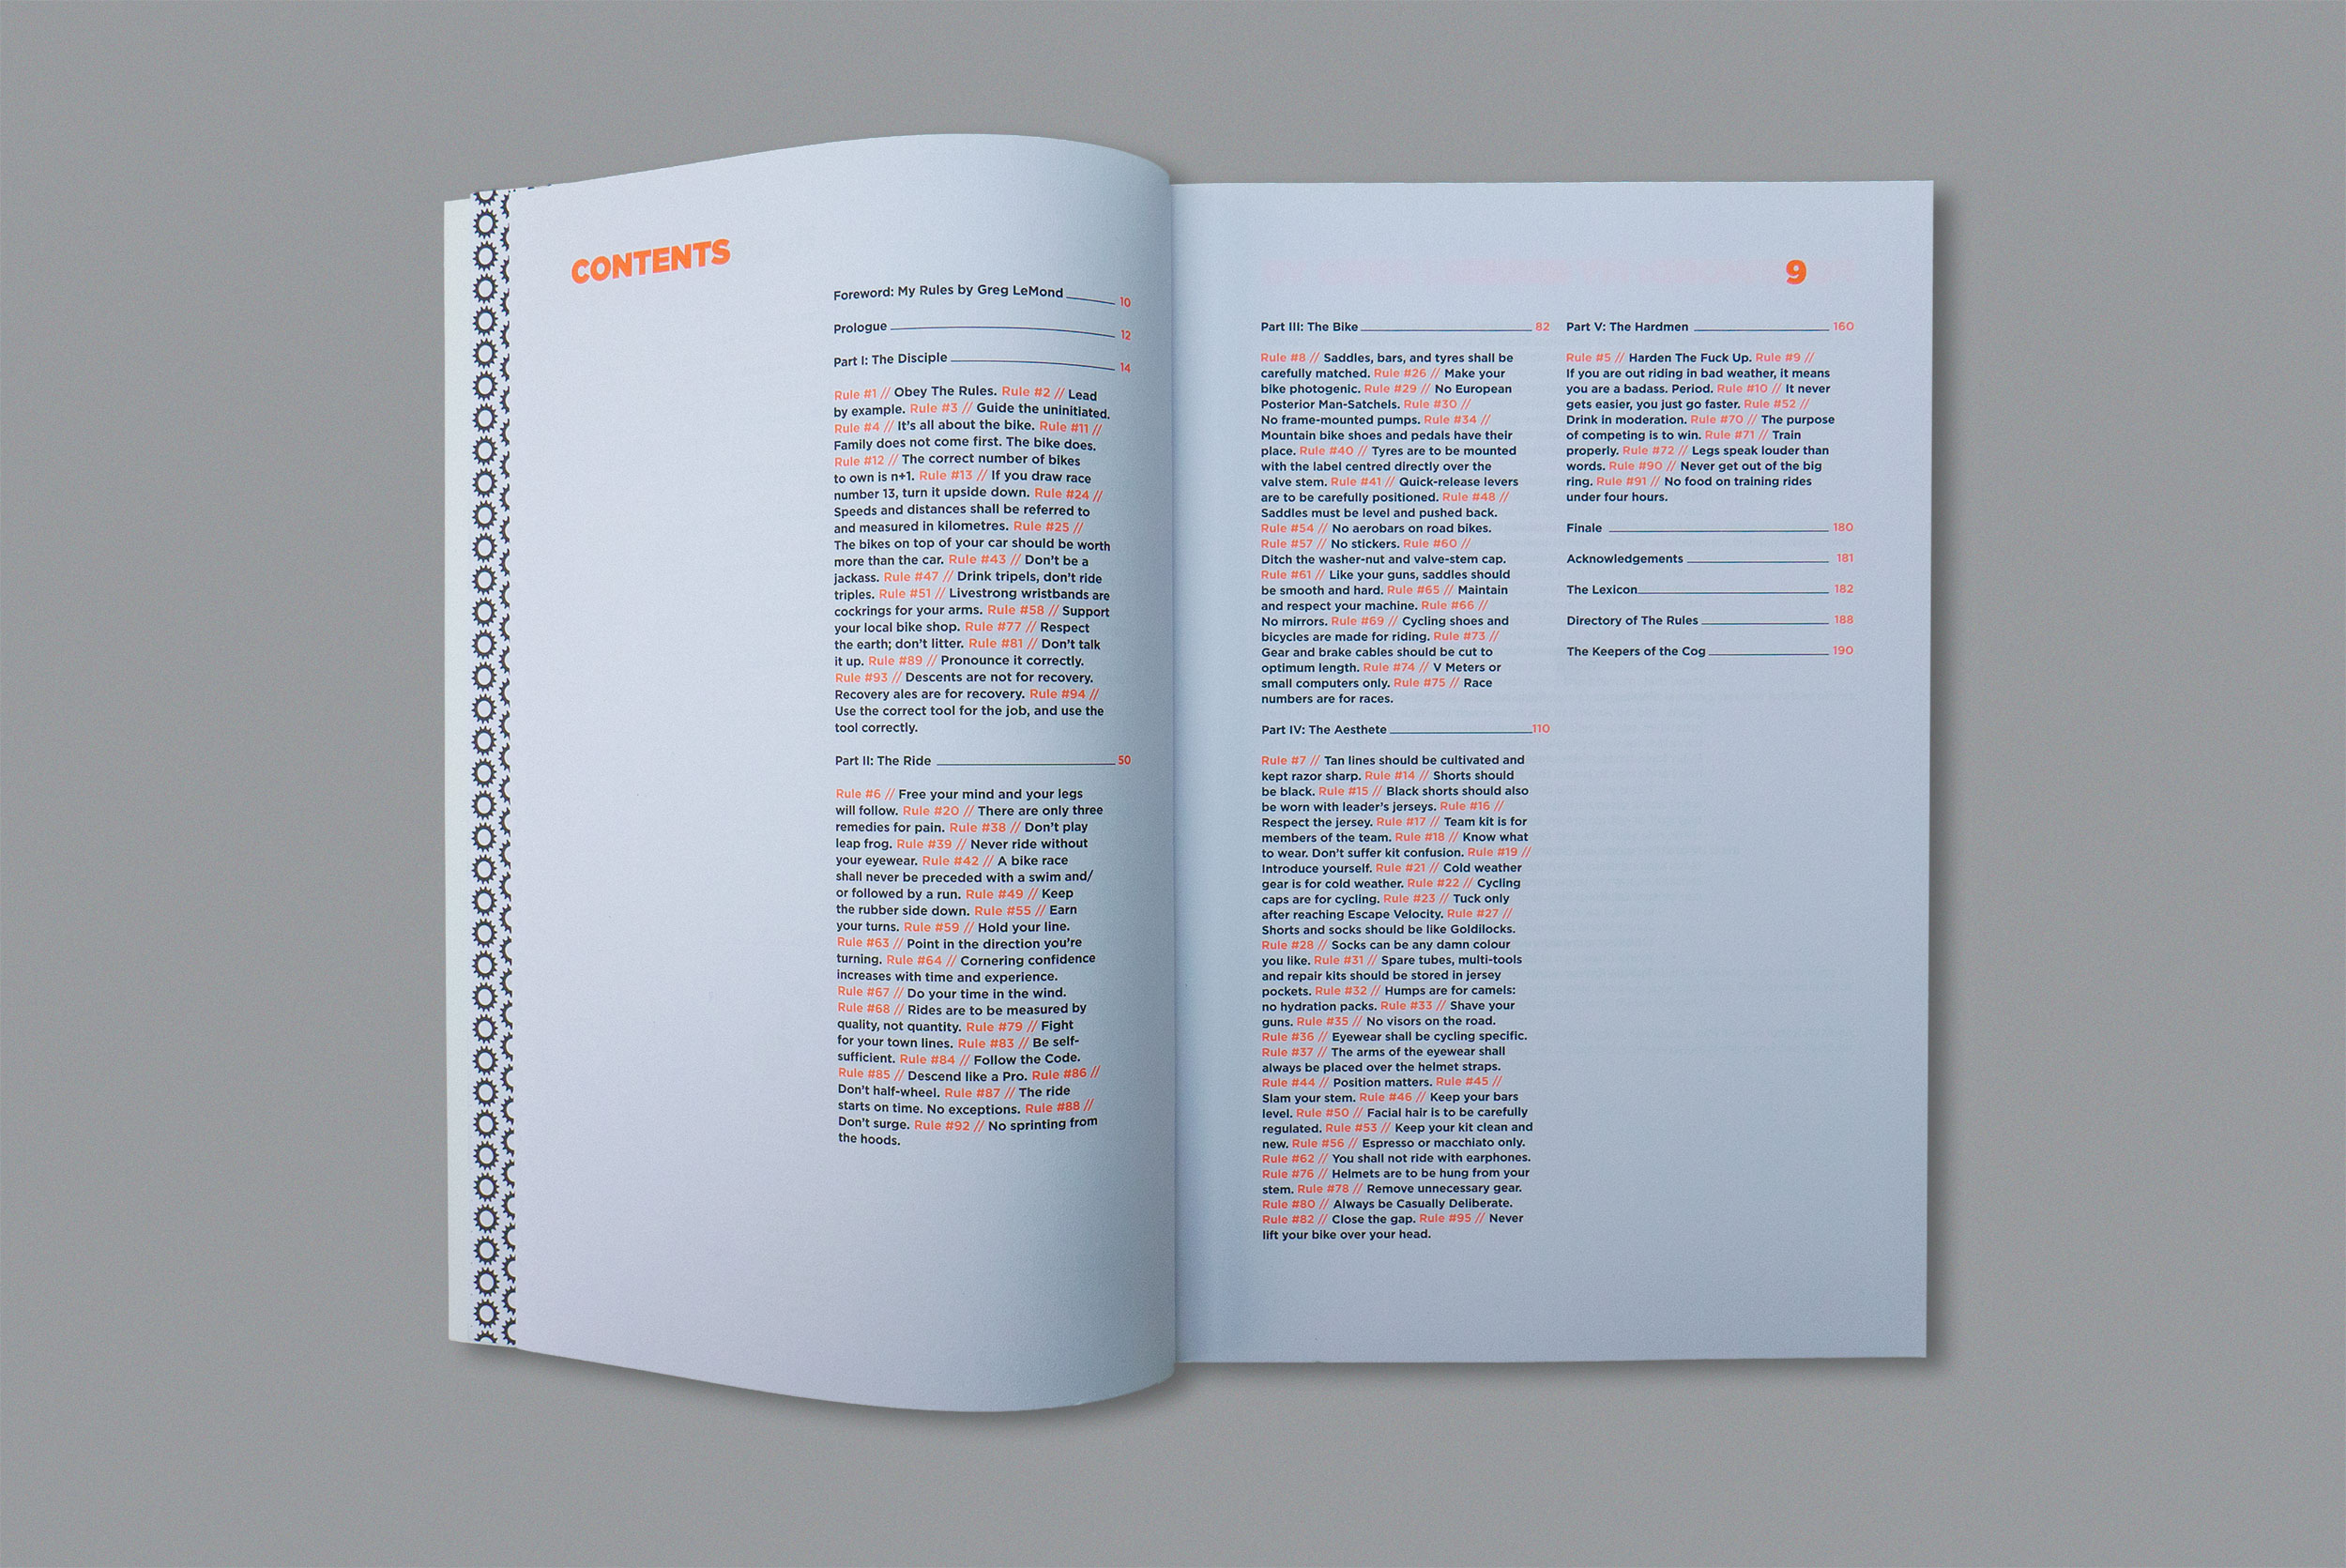 CONTENTS
Foreword: My Rules by Greg LeMond 10
Prologue 12
Part I: The Disciple 14
Rule #1 // Obey The Rules. Rule #2 // Lead
by example. Rule #3 // Guide the uninitiated.
Rule #4 // It's all about the bike. Rule #11 //
Family does not come first. The bike does.
Rule #12 // The correct number of bikes
to own is n+1. Rule #13 // If you draw race
number 13, turn it upside down. Rule #24 //
Speeds and distances shall be referred to
and measured in kilometres. Rule #25 //
The bikes on top of your car should be worth
more than the car. Rule #43 // Don't be a
jackass. Rule #47 // Drink tripels, don't ride
triples. Rule #51 // Livestrong wristbands are
cockrings for your arms. Rule #58 // Support
your local bike shop. Rule #77 // Respect
the earth; don't litter. Rule #81 // Don't talk
it up. Rule #89 // Pronounce it correctly.
Rule #93 // Descents are not for recovery.
Recovery ales are for recovery. Rule #94 //
Use the correct tool for the job, and use the
tool correctly.
Part II: The Ride 50
Rule #6 // Free your mind and your legs
will follow. Rule #20 // There are only three
remedies for pain. Rule #38 // Don't play
leap frog. Rule #39 // Never ride without
your eyewear. Rule #42 // A bike race
shall never be preceded with a swim and/
or followed by a run. Rule #49 // Keep
the rubber side down. Rule #55 // Earn
your turns. Rule #59 // Hold your line.
Rule #63 // Point in the direction you're
turning. Rule #64 // Cornering confidence
increases with time and experience.
Rule #67 // Do your time in the wind.
Rule #68 // Rides are to be measured by
quality, not quantity. Rule #79 // Fight
for your town lines. Rule #83 // Be self-
sufficient. Rule #84 // Follow the Code.
Rule #85 // Descend like a Pro. Rule #86 //
Don't half-wheel. Rule #87 // The ride
starts on time. No exceptions. Rule #88 //
Don't surge. Rule #92 // No sprinting from
the hoods.
9
Part III: The Bike 82
Rule #8 // Saddles, bars, and tyres shall be
carefully matched. Rule #26 // Make your
bike photogenic. Rule #29 // No European
Posterior Man-Satchels. Rule #30 //
No frame-mounted pumps. Rule #34 //
Mountain bike shoes and pedals have their
place. Rule #40 // Tyres are to be mounted
with the label centred directly over the
valve stem. Rule #41 // Quick-release levers
are to be carefully positioned. Rule #48 //
Saddles must be level and pushed back.
Rule #54 // No aerobars on road bikes.
Rule #57 // No stickers. Rule #60 //
Ditch the washer-nut and valve-stem cap.
Rule #61 // Like your guns, saddles should
be smooth and hard. Rule #65 // Maintain
and respect your machine. Rule #66 //
No mirrors. Rule #69 // Cycling shoes and
bicycles are made for riding. Rule #73 //
Gear and brake cables should be cut to
optimum length. Rule #74 // V Meters or
small computers only. Rule #75 // Race
numbers are for races.
Part IV: The Aesthete 110
Rule #7 // Tan lines should be cultivated and
kept razor sharp. Rule #14 // Shorts should
be black. Rule #15 // Black shorts should also
be worn with leader's jerseys. Rule #16 //
Respect the jersey. Rule #17 // Team kit is for
members of the team. Rule #18 // Know what
to wear. Don't suffer kit confusion. Rule #19 //
Introduce yourself. Rule #21 // Cold weather
gear is for cold weather. Rule #22 // Cycling
caps are for cycling. Rule #23 // Tuck only
after reaching Escape Velocity. Rule #27 //
Shorts and socks should be like Goldilocks.
Rule #28 // Socks can be any damn colour
you like. Rule #31 // Spare tubes, multi-tools
and repair kits should be stored in jersey
pockets. Rule #32 // Humps are for camels:
no hydration packs. Rule #33 // Shave your
guns. Rule #35 // No visors on the road.
Rule #36 // Eyewear shall be cycling specific.
Rule #37 // The arms of the eyewear shall
always be placed over the helmet straps.
Rule #44 // Position matters. Rule #45 //
Slam your stem. Rule #46 // Keep your bars
level. Rule #50 // Facial hair is to be carefully
regulated. Rule #53 // Keep your kit clean and
new. Rule #56 // Espresso or macchiato only.
Rule #62 // You shall not ride with earphones.
Rule #76 // Helmets are to be hung from your
stem. Rule #78 // Remove unnecessary gear.
Rule #80 // Always be Casually Deliberate.
Rule #82 // Close the gap. Rule #95 // Never
lift your bike over your head.
Part V: The Hardmen 160
Rule #5 // Harden The Fuck Up. Rule #9 //
If you are out riding in bad weather, it means
you are a badass. Period. Rule #10 // It never
gets easier, you just go faster. Rule #52 //
Drink in moderation. Rule #70 // The purpose
of competing is to win. Rule #71 // Train
properly. Rule #72 // Legs speak louder than
words. Rule #90 // Never get out of the big
ring. Rule #91 // No food on training rides
under four hours.
Finale 180
Acknowledgements 181
The Lexicon 182
Directory of The Rules 188
The Keepers of the Cog 190